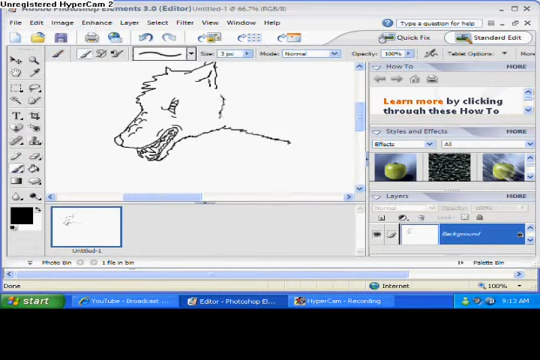 Unregistered HyperCam 2
Adobe Photoshop Elements 3.0 (Editor) - Untitled-1 @ 66.7% (RGB/8)
File Edit Image Enhance Layer Select Filter View Window Help
Type a question for help
Quick Fix
Standard Edit
Size: 3 px
Mode: Normal
Opacity: 100%
Tablet Options:
How To
MORE
Learn more by clicking
through these How To
Styles and Effects
MORE
Effects
All
Layers
MORE
Normal
Opacity: 100%
Lock:
Background
Untitled-1
Photo Bin
1 file in bin
Palette Bin
Done
Internet
100%
start
YouTube - Broadcast ...
Editor - Photoshop El...
HyperCam - Recording
9:13 AM